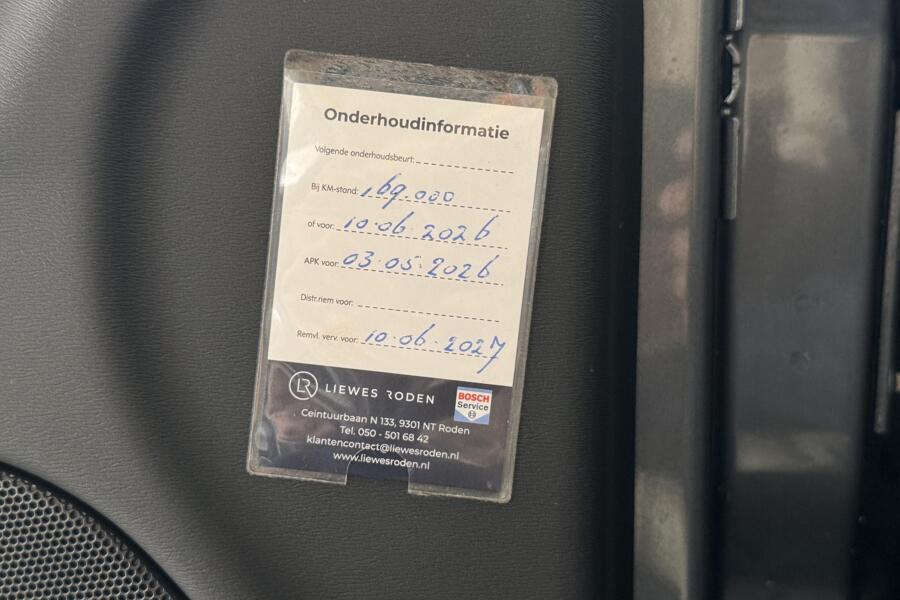 Onderhoudinformatie
Volgende onderhoudsbeurt:
Bij KM-stand: 169.000
of voor: 10.06.2026
APK voor: 03.05.2026
Distr.riem voor:
Remvl. verv. voor: 10.06.2027
LR LIEWES RODEN
BOSCH
Service
Ceintuurbaan N 133, 9301 NT Roden
Tel. 050 - 501 68 42
klantencontact@liewesroden.nl
www.liewesroden.nl